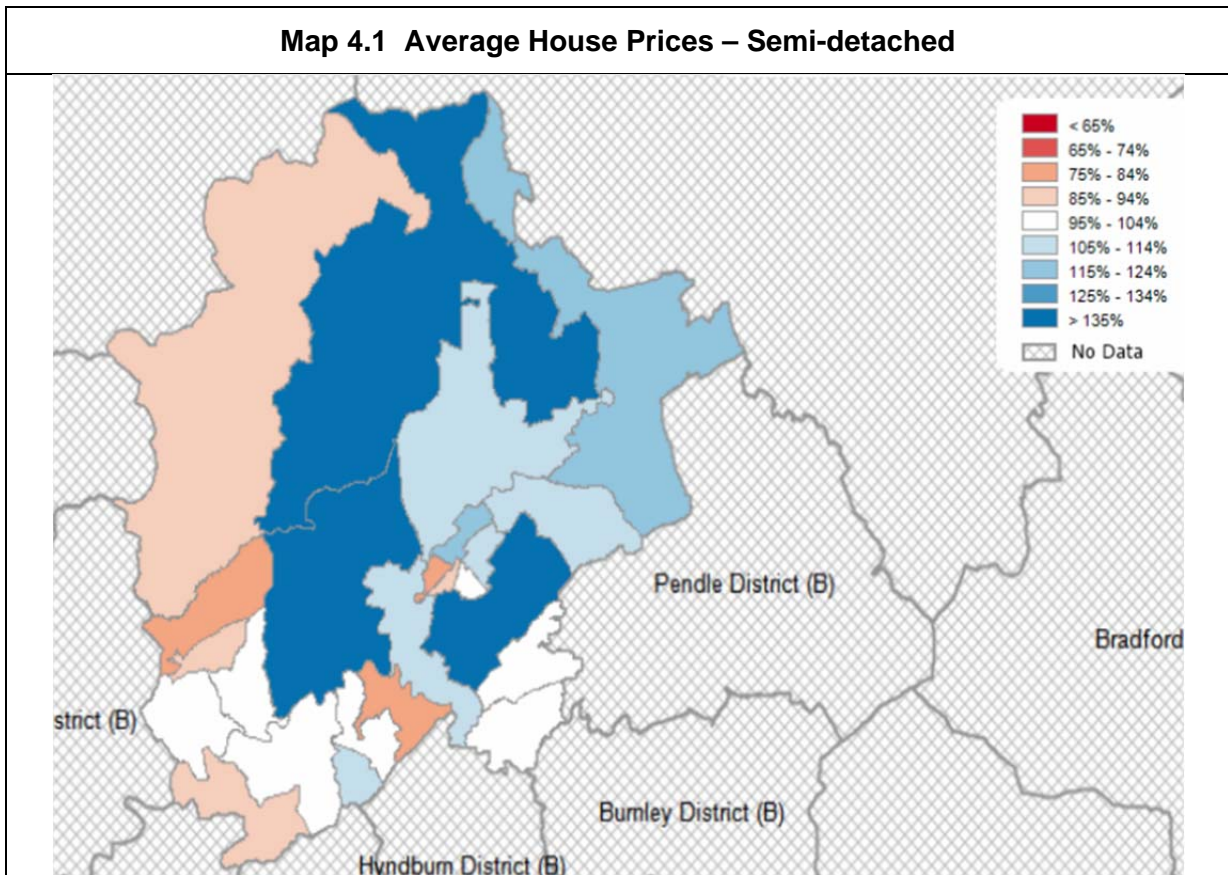 Map 4.1 Average House Prices – Semi-detached
< 65%
65% - 74%
75% - 84%
85% - 94%
95% - 104%
105% - 114%
115% - 124%
125% - 134%
> 135%
No Data
Pendle District (B)
Bradford
strict (B)
Burnley District (B)
Hyndburn District (B)